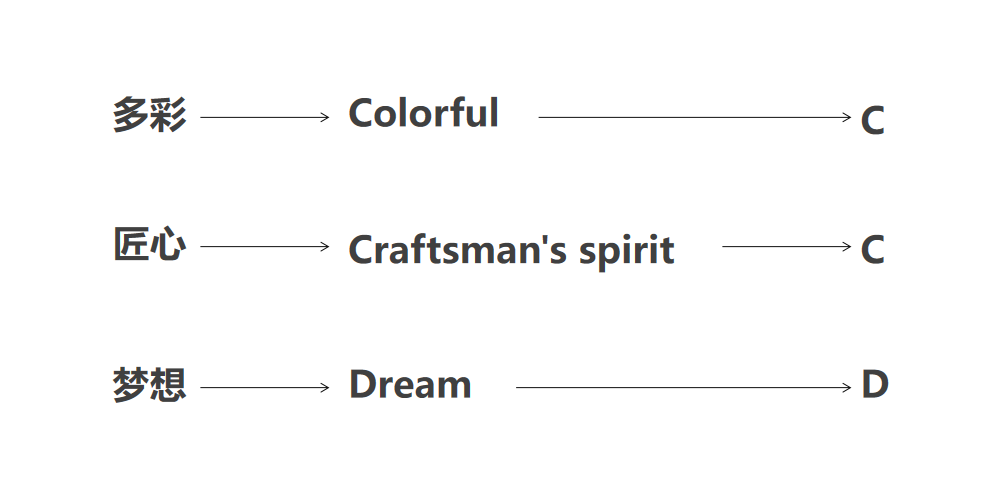 多彩 Colorful C
匠心 Craftsman's spirit C
梦想 Dream D